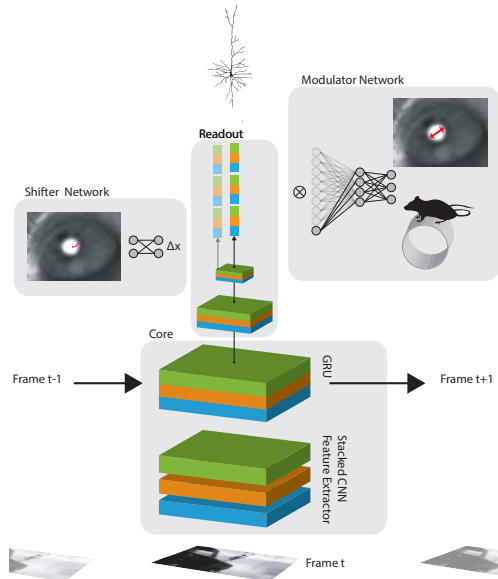 Modulator Network
Readout
Shifter Network
Δx
Core
Frame t-1
GRU
Frame t+1
Stacked CNN
Feature Extractor
Frame t